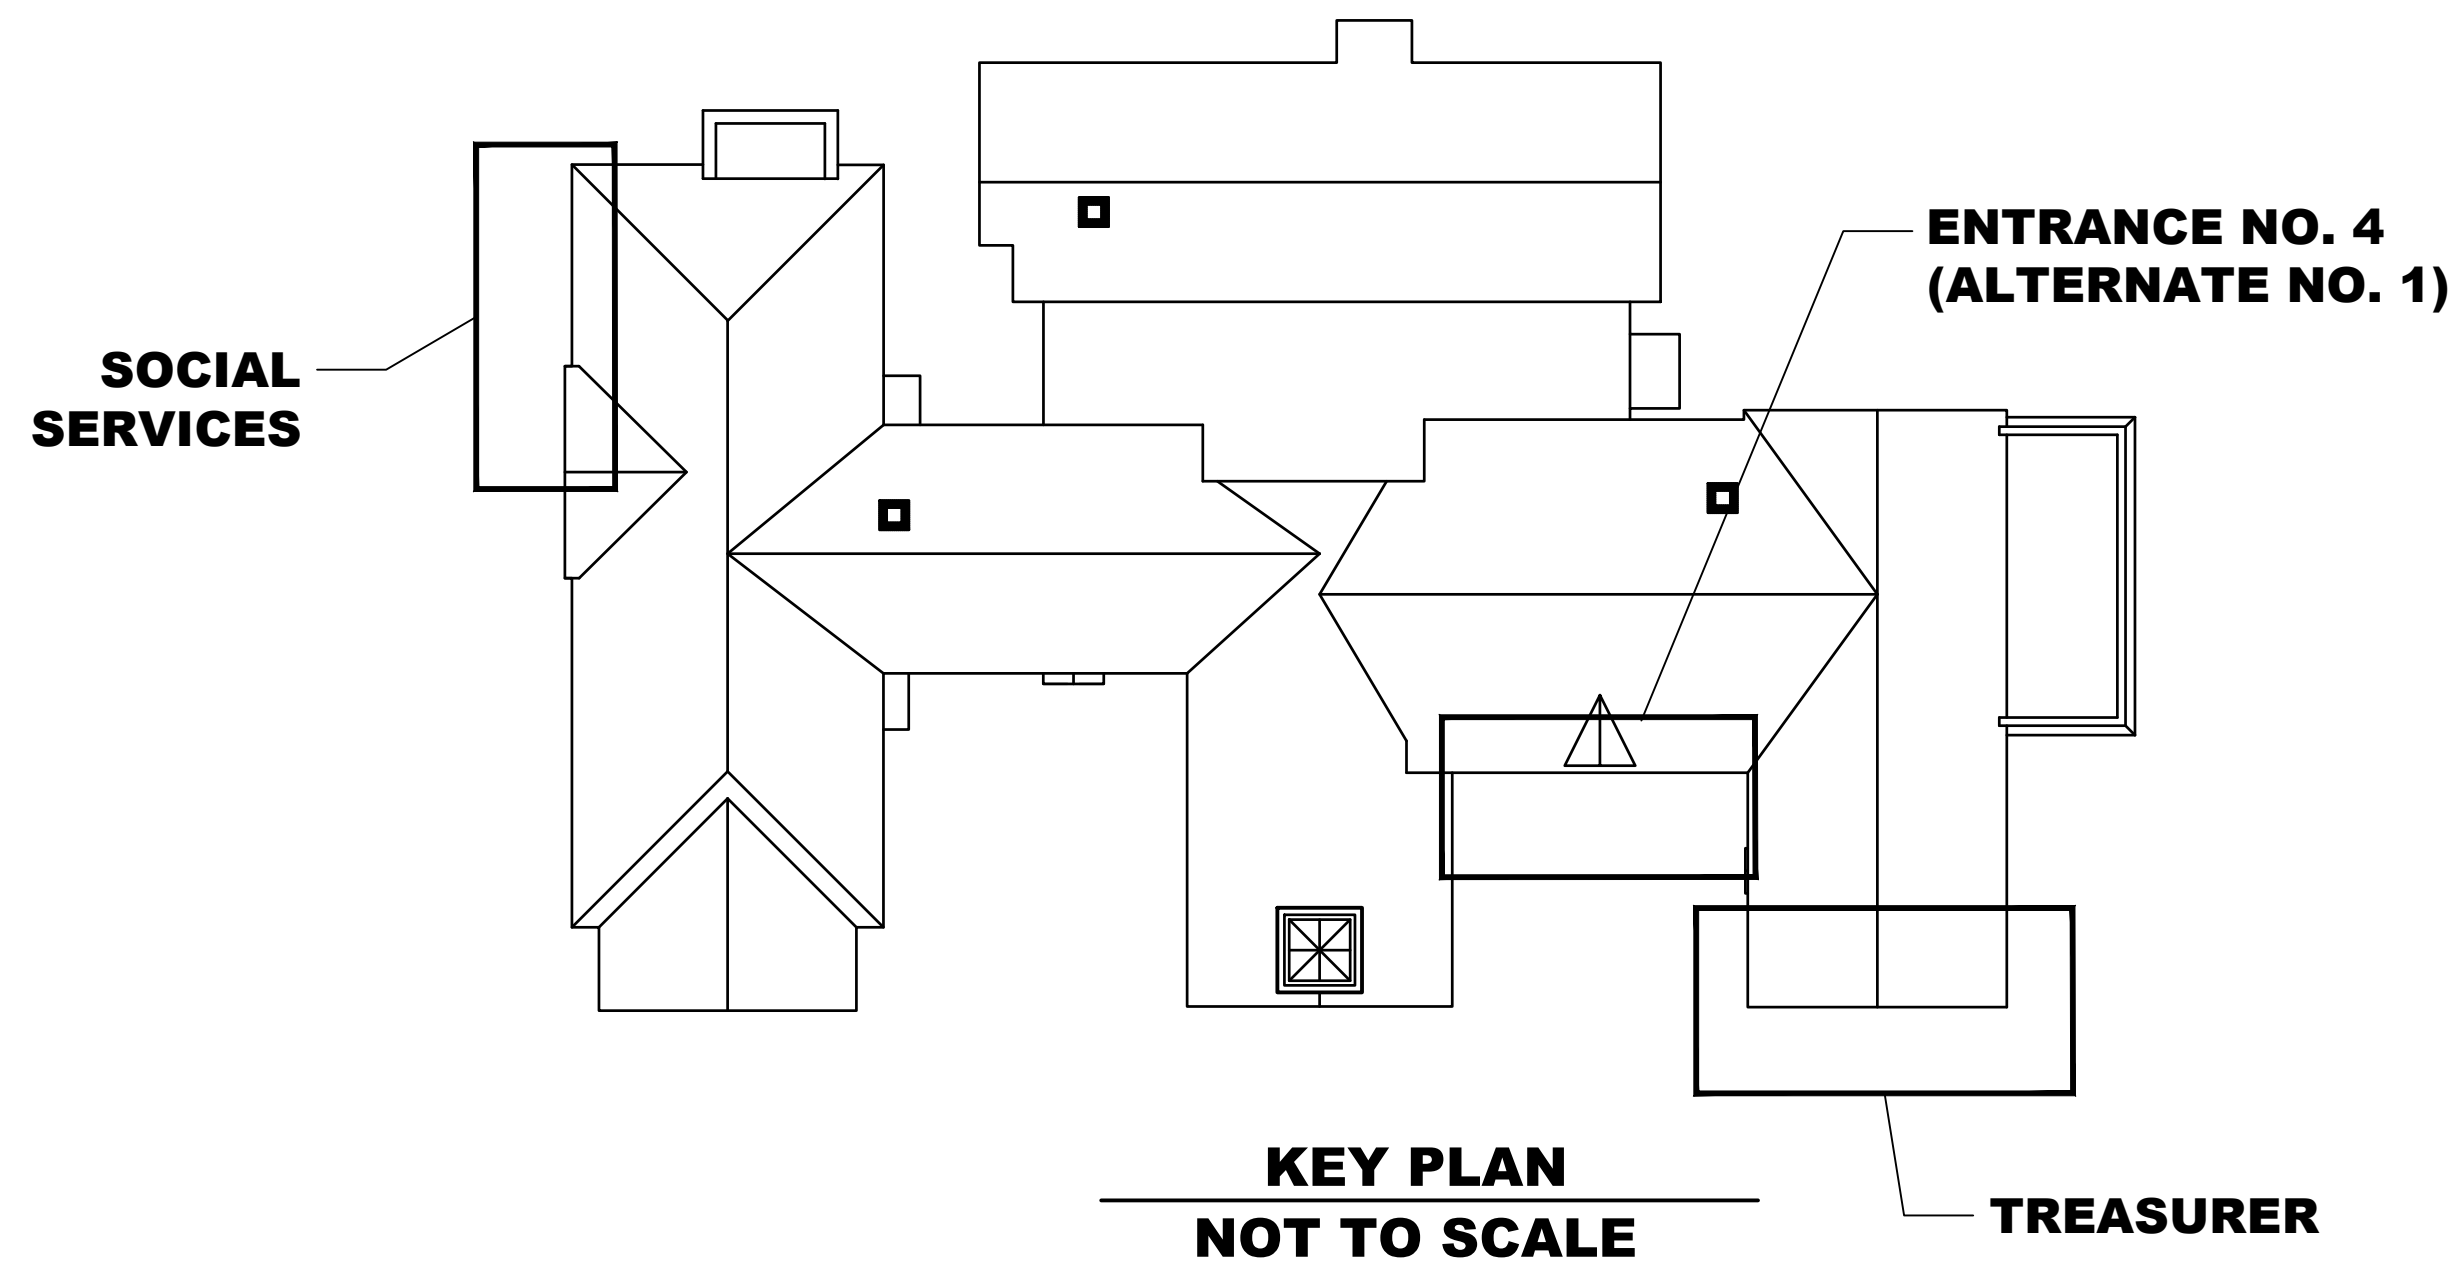 ENTRANCE NO. 4
(ALTERNATE NO. 1)
SOCIAL
SERVICES
KEY PLAN
NOT TO SCALE
TREASURER